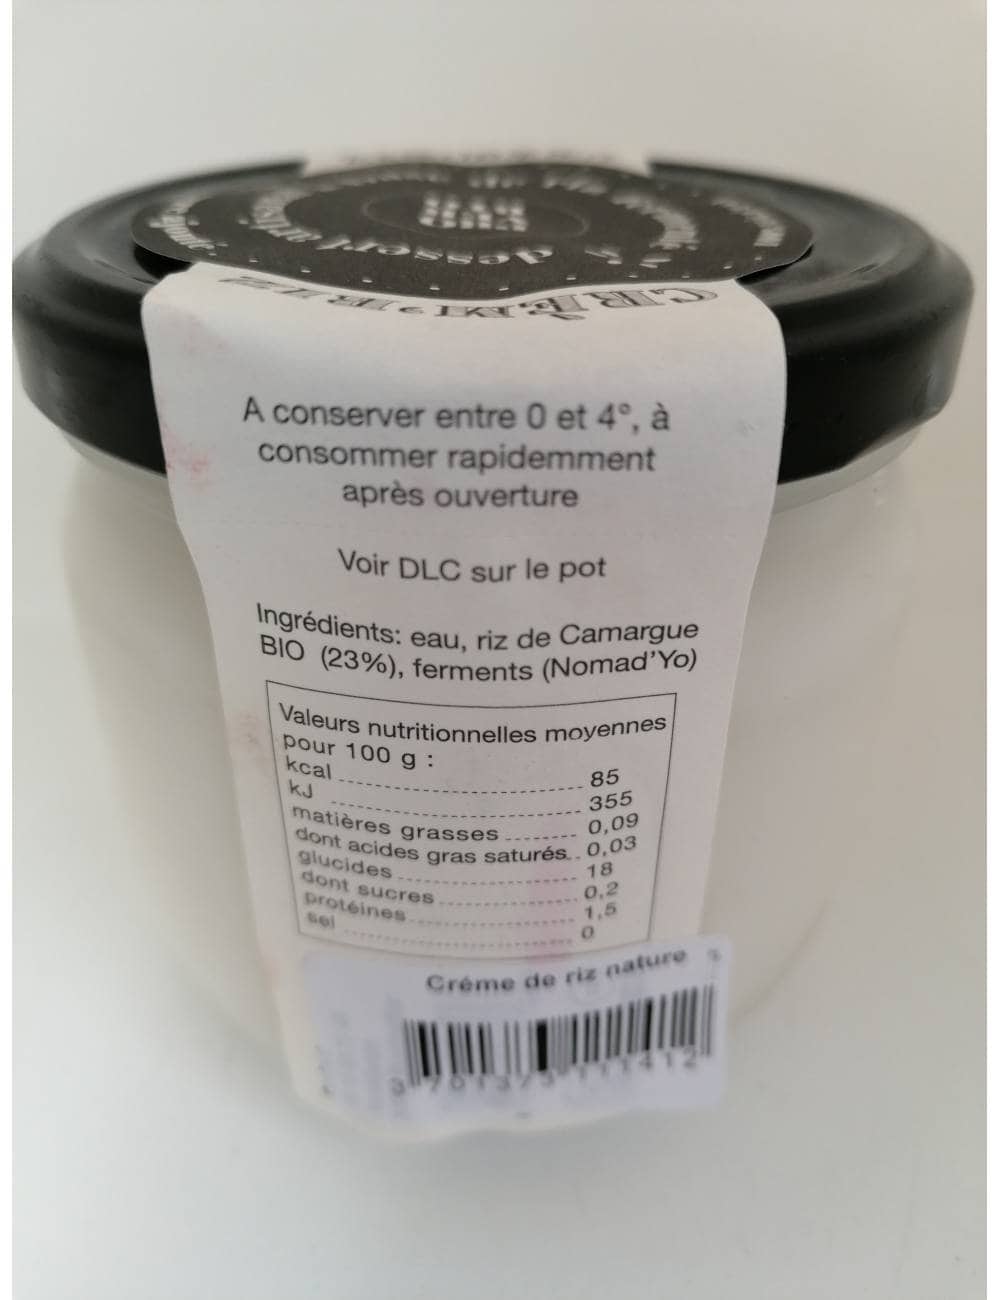 dessert
CRÈM
A conserver entre 0 et 4°, à
consommer rapidemment
après ouverture
Voir DLC sur le pot
Ingrédients: eau, riz de Camargue
BIO (23%), ferments (Nomad'Yo)
Valeurs nutritionnelles moyennes
pour 100 g :
kcal 85
kJ 355
matières grasses 0,09
dont acides gras saturés 0,03
glucides 18
dont sucres 0,2
protéines 1,5
sel 0
Créme de riz nature